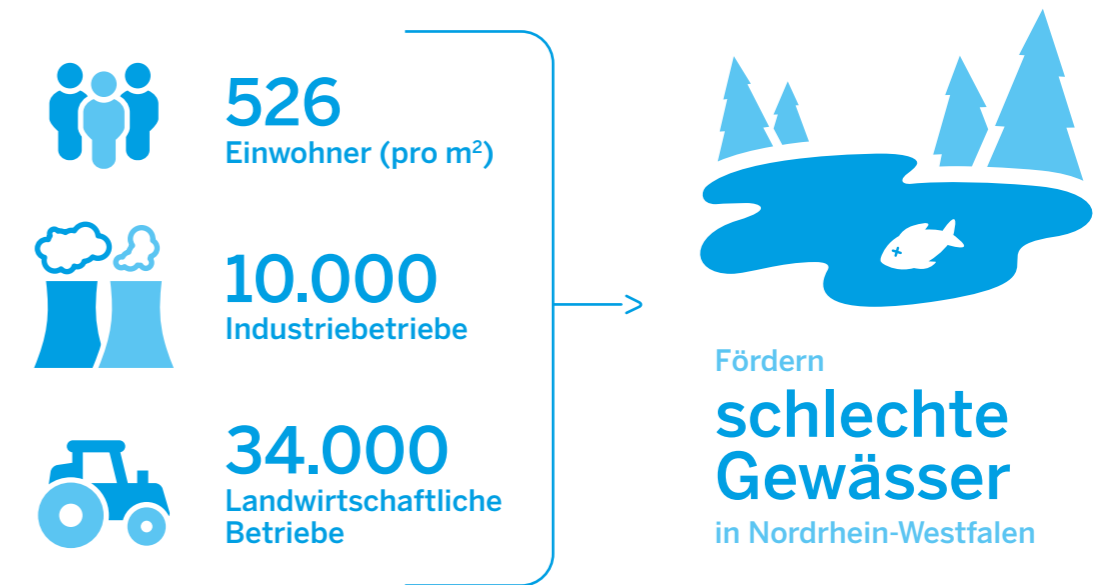 526
Einwohner (pro m²)
10.000
Industriebetriebe
34.000
Landwirtschaftliche
Betriebe
Fördern
schlechte
Gewässer
in Nordrhein-Westfalen